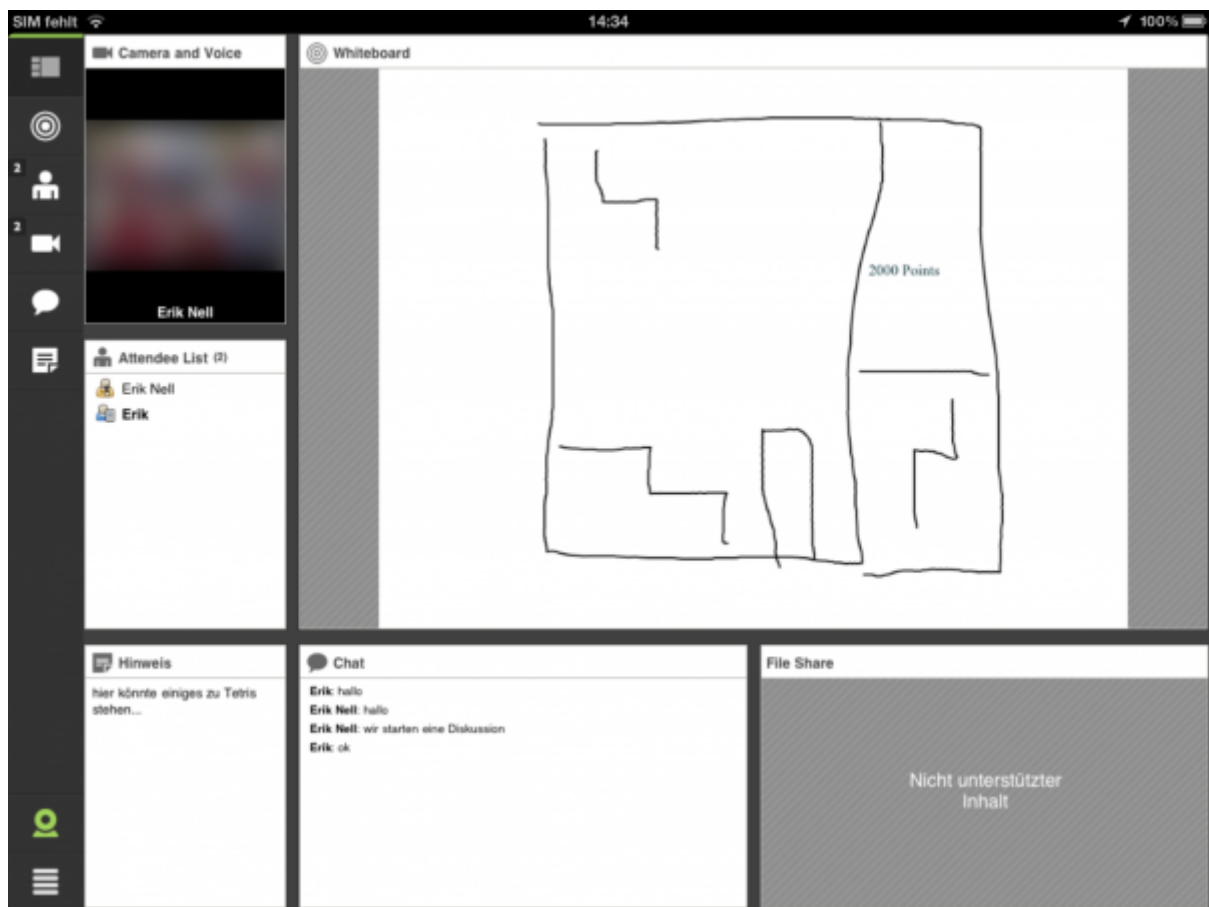 SIM fehlt
14:34
100%
Camera and Voice
Erik Nell
2
2
Attendee List (2)
Erik Nell
Erik
Whiteboard
2000 Points
Hinweis
hier könnte einiges zu Tetris
stehen...
Chat
Erik: hallo
Erik Nell: hallo
Erik Nell: wir starten eine Diskussion
Erik: ok
File Share
Nicht unterstützter
Inhalt